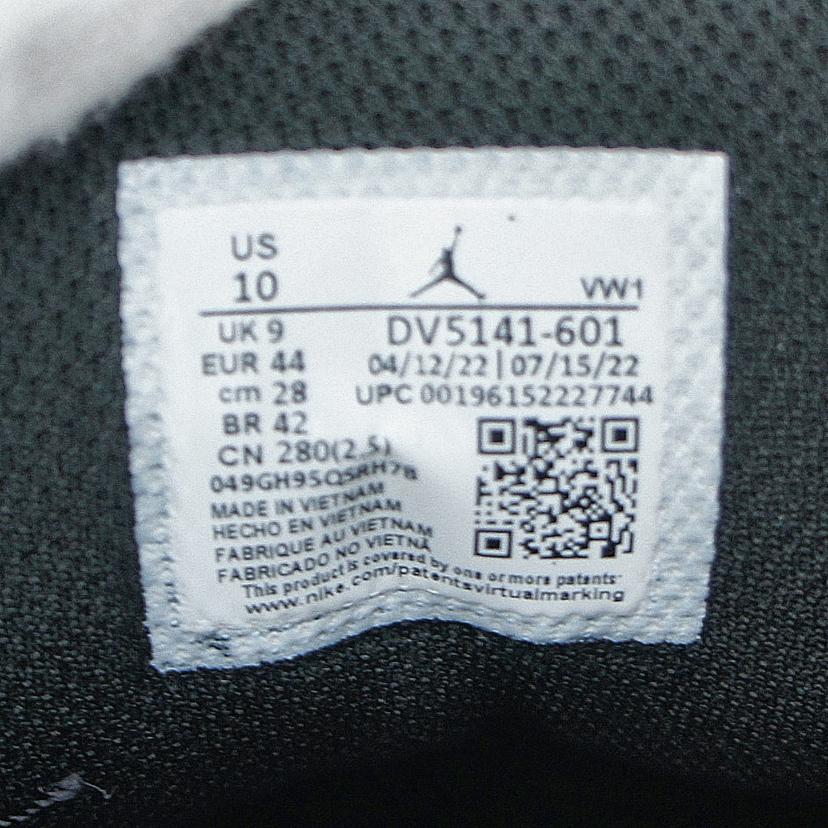 US
10
VW1
UK 9
DV5141-601
EUR 44
04/12/22 | 07/15/22
cm 28
UPC 00196152227744
BR 42
CN 280(2.5)
MADE IN VIETNAM
HECHO EN VIETNAM
FABRIQUE AU VIETNAM
FABRICADO NO VIETNÃ
This product is covered by one or more patents:
www.nike.com/patentsvirtualmarking